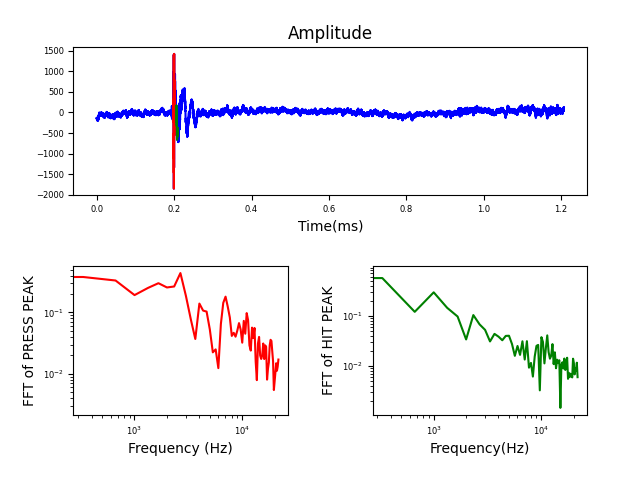 Amplitude
1500
1000
500
0
−500
−1000
−1500
−2000
0.0 0.2 0.4 0.6 0.8 1.0 1.2
Time(ms)
FFT of PRESS PEAK
10⁻¹
10⁻²
10³ 10⁴
Frequency (Hz)
FFT of HIT PEAK
10⁻¹
10⁻²
10³ 10⁴
Frequency(Hz)